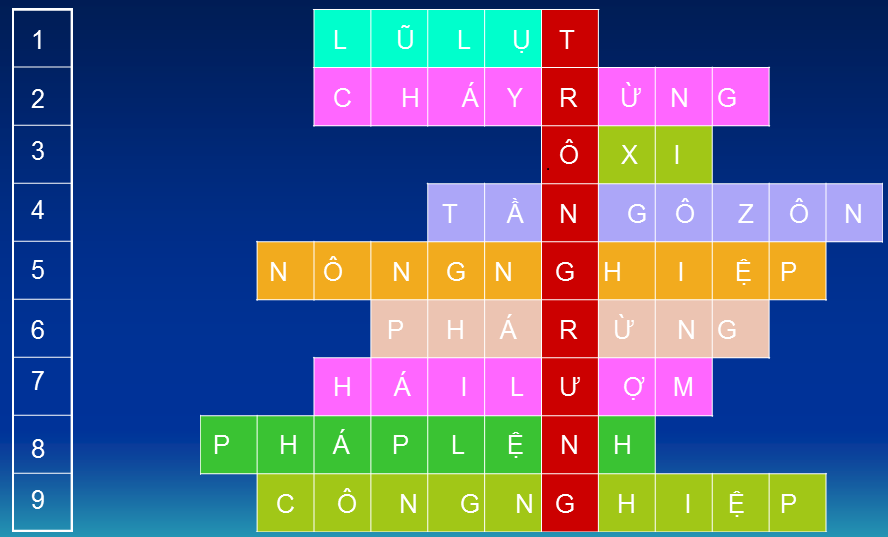 1 L Ũ L Ụ T
2 C H Á Y R Ừ N G
3 Ô X I
4 T Ầ N G Ô Z Ô N
5 N Ô N G N G H I Ệ P
6 P H Á R Ừ N G
7 H Á I L Ư Ợ M
8 P H Á P L Ệ N H
9 C Ô N G N G H I Ệ P